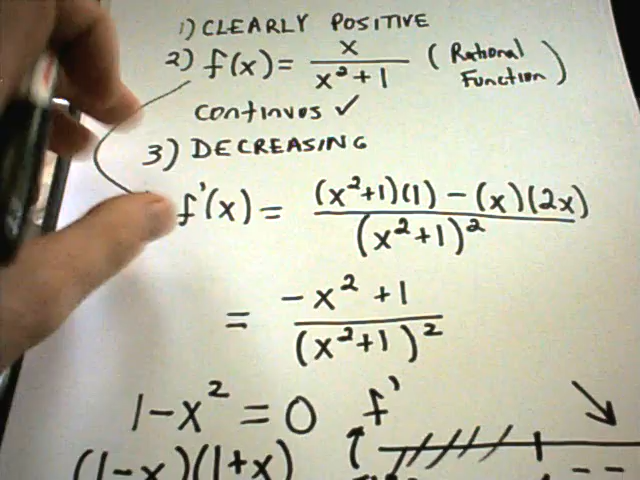 1) CLEARLY POSITIVE
2) f(x) = x / (x² + 1) (Rational Function)
continuos ✓
3) DECREASING
f'(x) = ((x²+1)(1) - (x)(2x)) / (x²+1)²
= (-x² + 1) / (x²+1)²
1-x² = 0 f'
(1-x)(1+x) - -